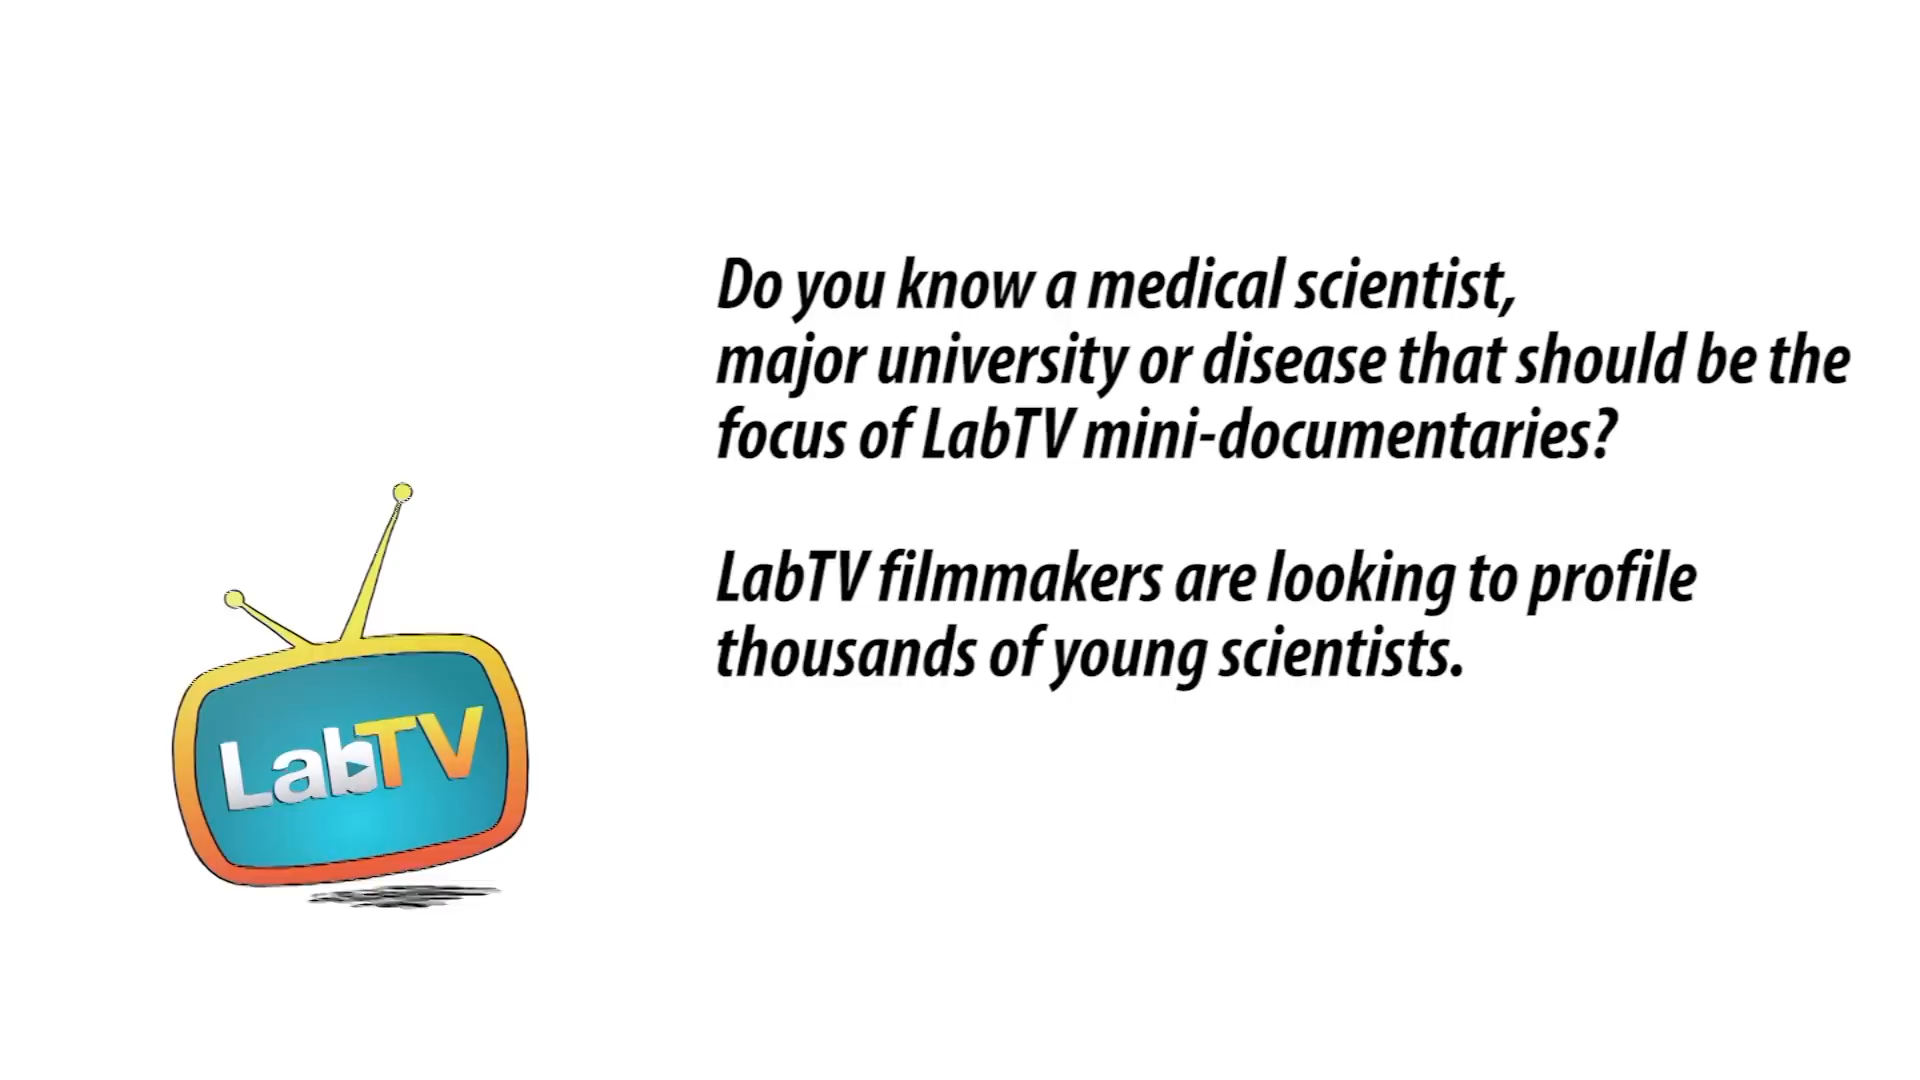 Do you know a medical scientist,
major university or disease that should be the
focus of LabTV mini-documentaries?
LabTV filmmakers are looking to profile
thousands of young scientists.
LabTV